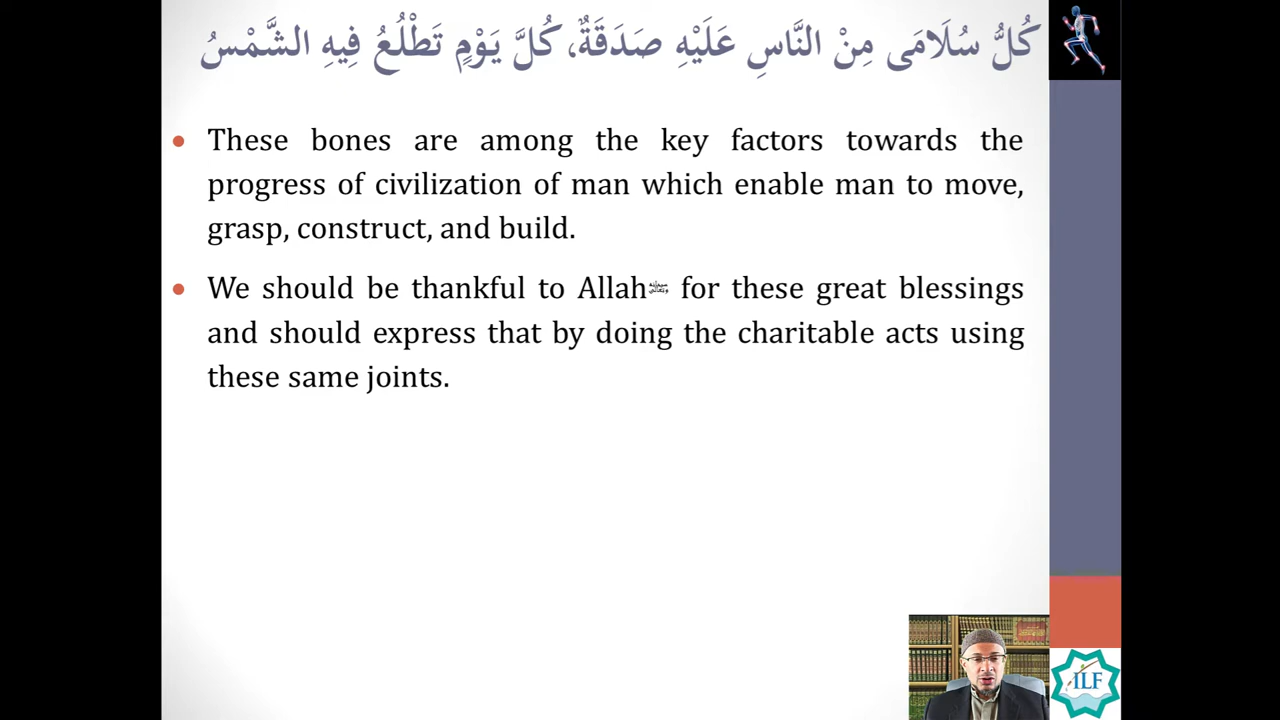 كُلُّ سُلَامَى مِنْ النَّاسِ عَلَيْهِ صَدَقَةٌ، كُلَّ يَوْمٍ تَطْلُعُ فِيهِ الشَّمْسُ
• These bones are among the key factors towards the
progress of civilization of man which enable man to move,
grasp, construct, and build.
• We should be thankful to Allah for these great blessings
and should express that by doing the charitable acts using
these same joints.
ILF